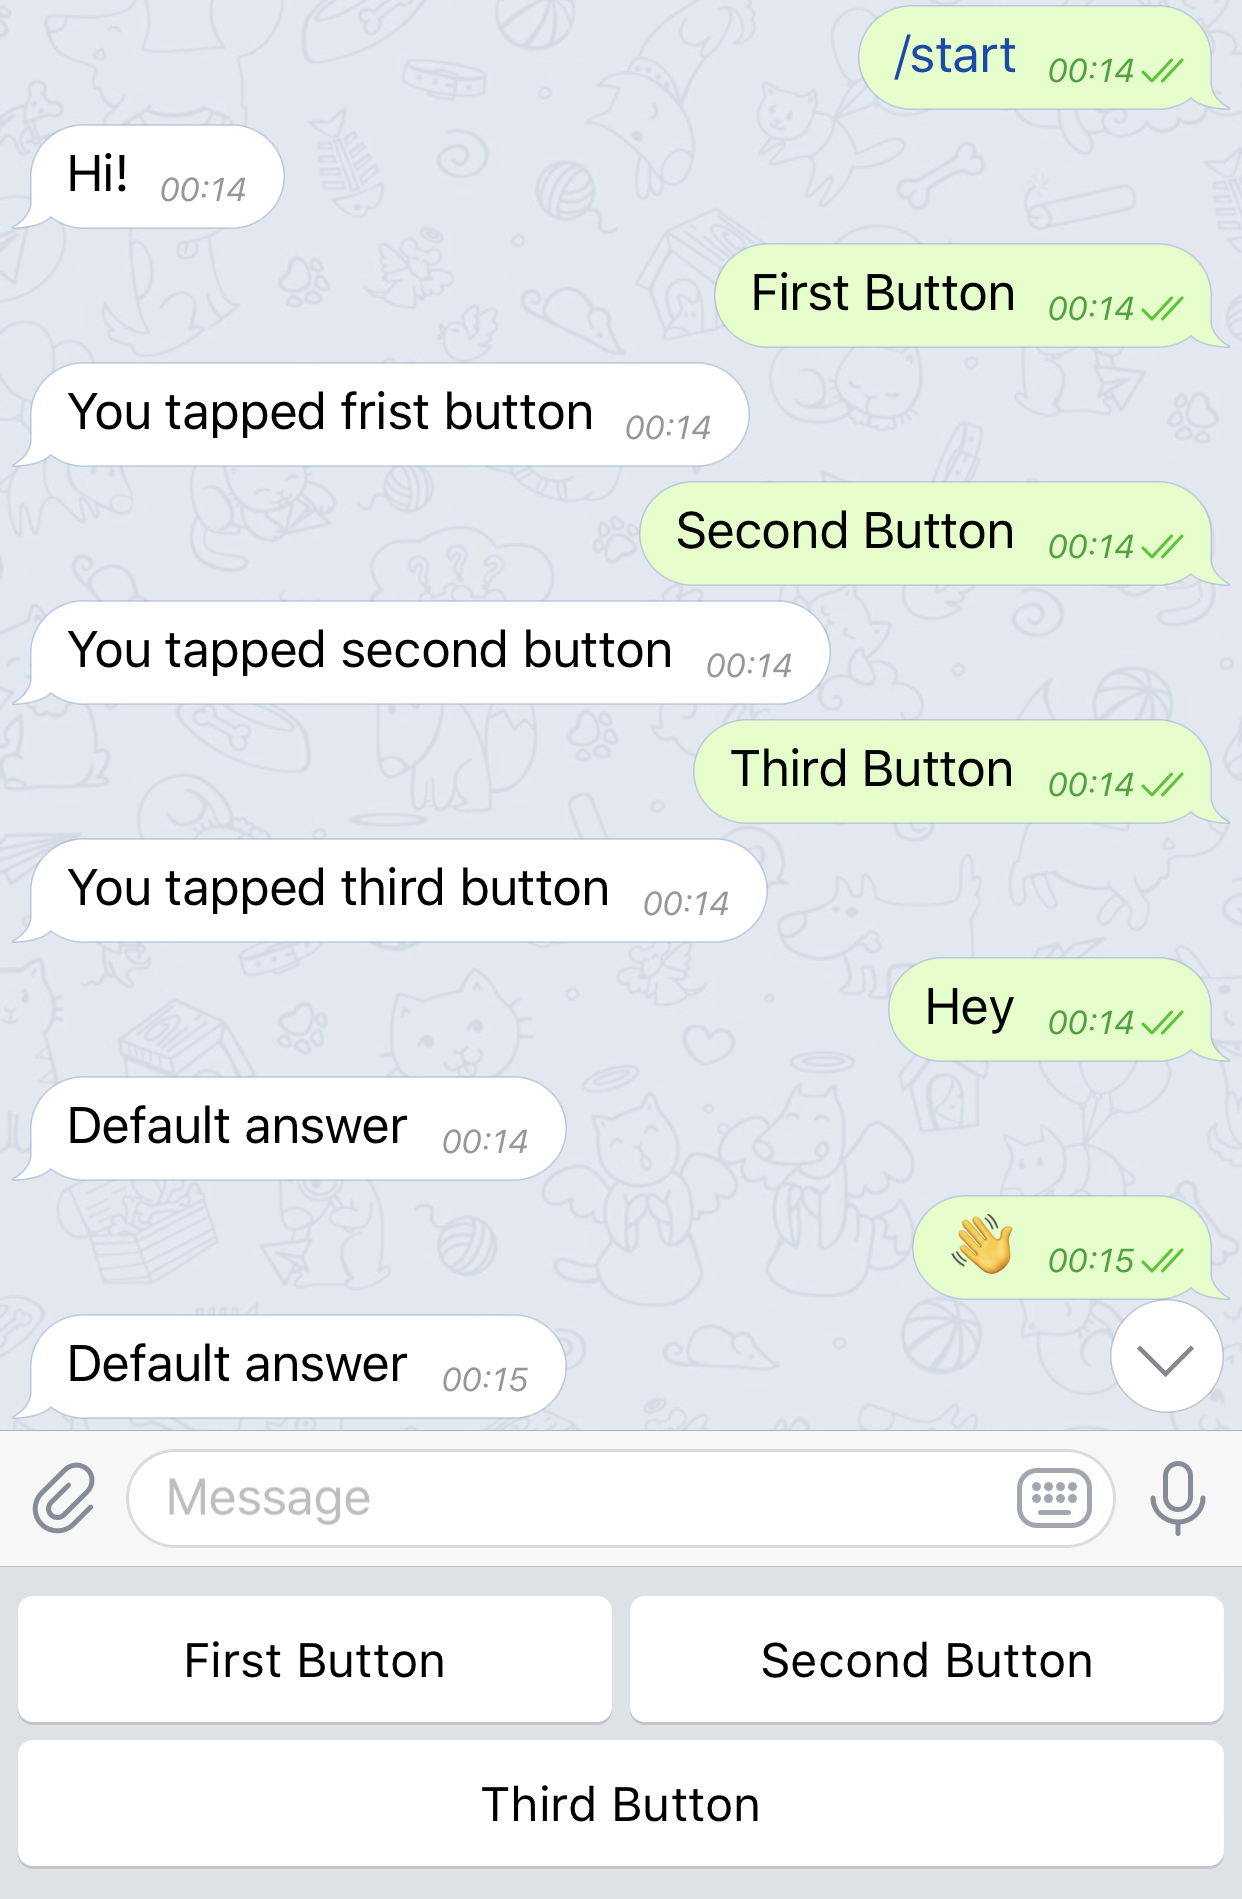 /start 00:14
Hi! 00:14
First Button 00:14
You tapped frist button 00:14
Second Button 00:14
You tapped second button 00:14
Third Button 00:14
You tapped third button 00:14
Hey 00:14
Default answer 00:14
👋 00:15
Default answer 00:15
Message
First Button Second Button
Third Button